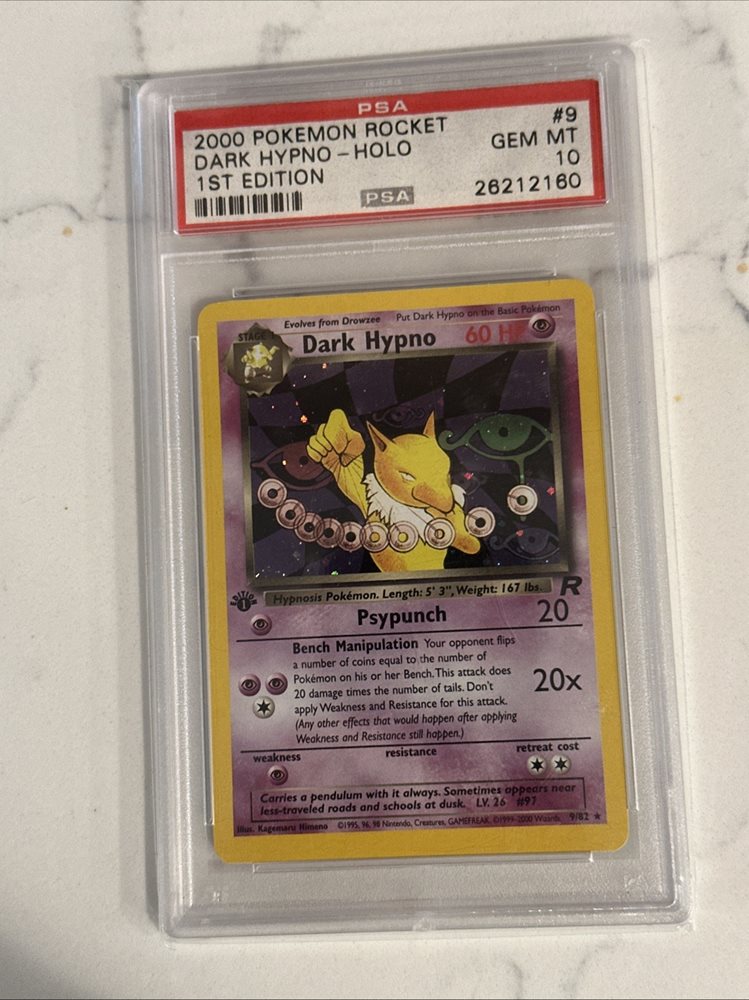 PSA
2000 POKEMON ROCKET #9
DARK HYPNO - HOLO GEM MT
1ST EDITION 10
PSA 26212160
Evolves from Drowzee Put Dark Hypno on the Basic Pokémon
STAGE 1
Dark Hypno 60 HP
EDITION
1
Hypnosis Pokémon. Length: 5' 3", Weight: 167 lbs.
R
Psypunch 20
Bench Manipulation Your opponent flips
a number of coins equal to the number of
Pokémon on his or her Bench. This attack does
20 damage times the number of tails. Don't
apply Weakness and Resistance for this attack.
(Any other effects that would happen after applying
Weakness and Resistance still happen.)
20x
weakness resistance retreat cost
Carries a pendulum with it always. Sometimes appears near
less-traveled roads and schools at dusk. LV. 26 #97
Illus. Kagemaru Himeno ©1995, 96, 98 Nintendo, Creatures, GAMEFREAK. ©1999-2000 Wizards. 9/82 ★